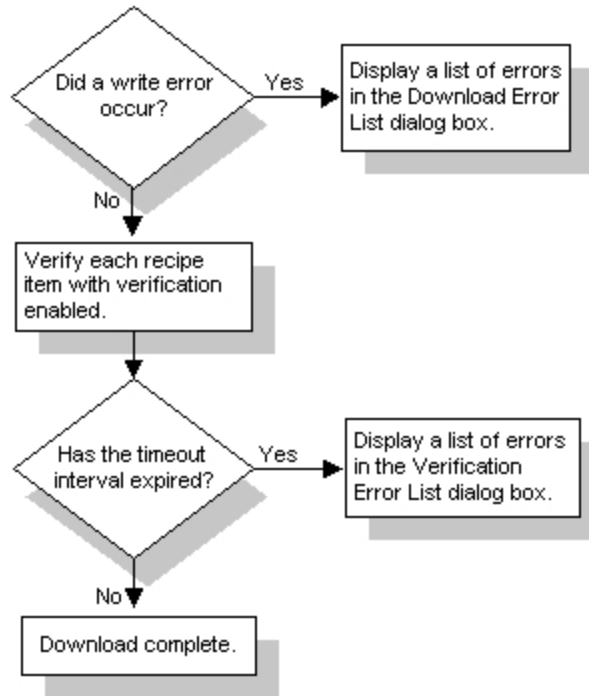 Did a write error
occur?
Yes
Display a list of errors
in the Download Error
List dialog box.
No
Verify each recipe
item with verification
enabled.
Has the timeout
interval expired?
Yes
Display a list of errors
in the Verification
Error List dialog box.
No
Download complete.